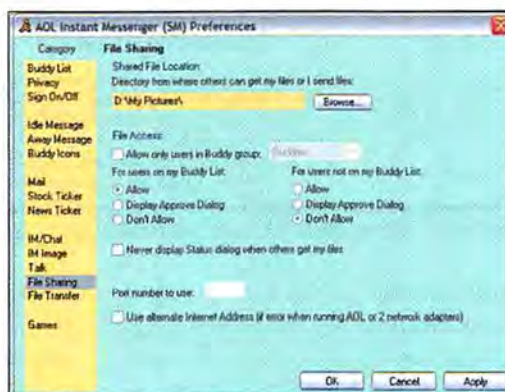 AOL Instant Messenger (SM) Preferences
Category
File Sharing
Buddy List
Privacy
Sign On/Off
Idle Message
Away Message
Buddy Icons
Mail
Stock Ticker
News Ticker
IM/Chat
IM Image
Talk
File Sharing
File Transfer
Games
Shared File Location:
Directory from where others can get my files or I send files:
D:\My Pictures\
Browse...
File Access:
Allow only users in Buddy group:
For users on my Buddy List:
For users not on my Buddy List:
Allow
Allow
Display Approve Dialog
Display Approve Dialog
Don't Allow
Don't Allow
Never display Status dialog when others get my files
Port number to use:
Use alternate Internet Address (if error when running AOL or 2 network adapters)
OK
Cancel
Apply